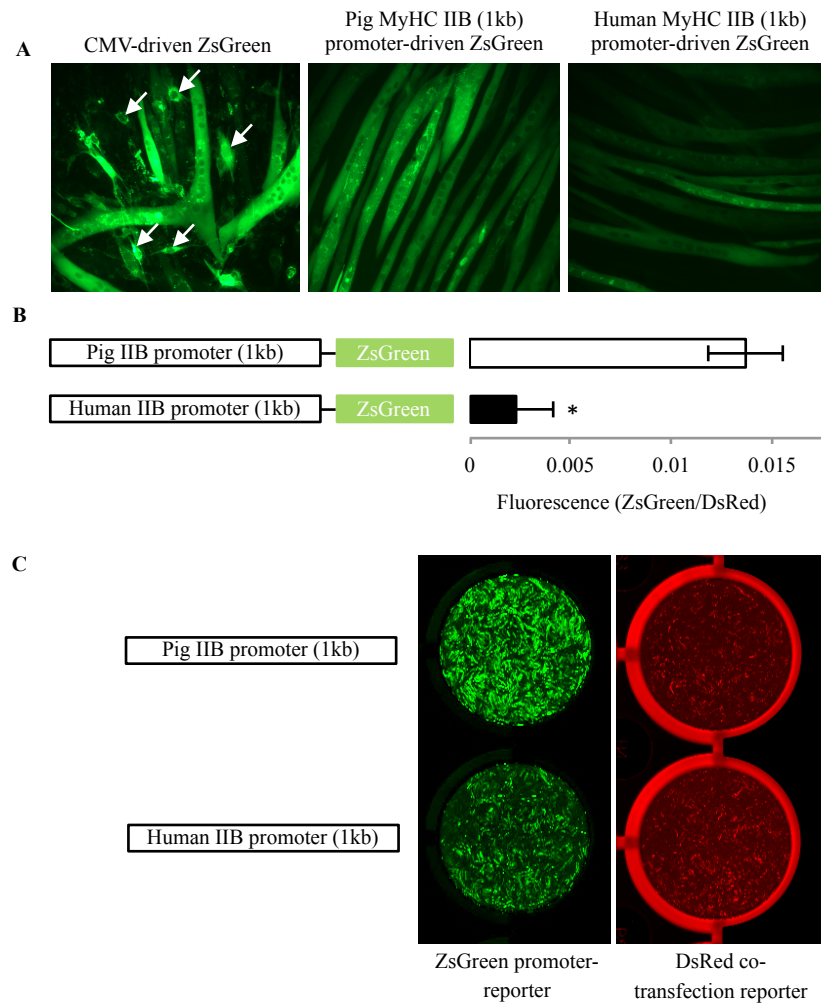 A
CMV-driven ZsGreen
Pig MyHC IIB (1kb)
promoter-driven ZsGreen
Human MyHC IIB (1kb)
promoter-driven ZsGreen
B
Pig IIB promoter (1kb)
ZsGreen
Human IIB promoter (1kb)
ZsGreen
*
0
0.005
0.01
0.015
Fluorescence (ZsGreen/DsRed)
C
Pig IIB promoter (1kb)
Human IIB promoter (1kb)
ZsGreen promoter-
reporter
DsRed co-
transfection reporter